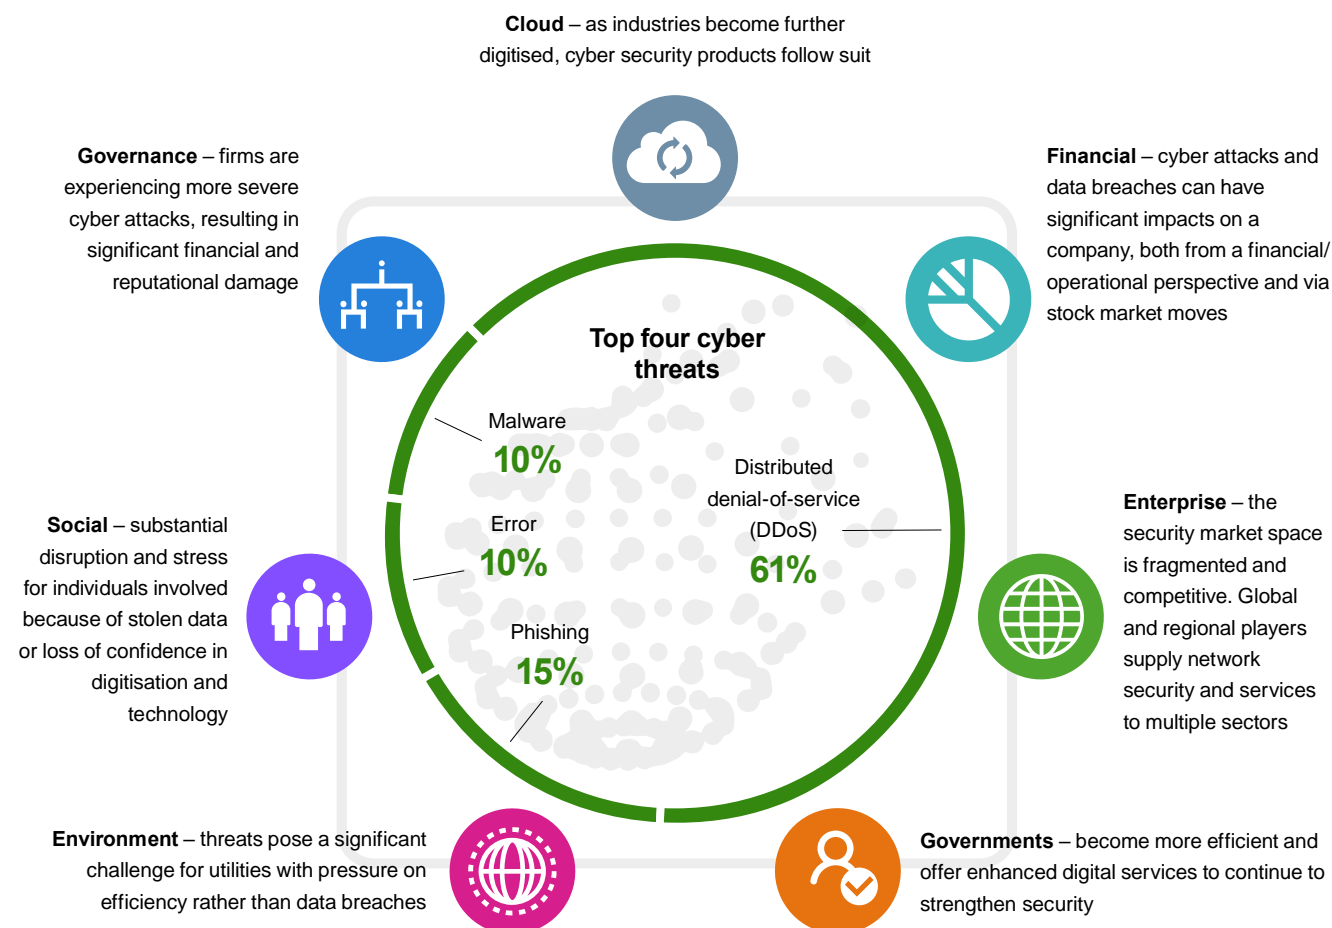 Cloud – as industries become further
digitised, cyber security products follow suit
Governance – firms are
experiencing more severe
cyber attacks, resulting in
significant financial and
reputational damage
Financial – cyber attacks and
data breaches can have
significant impacts on a
company, both from a financial/
operational perspective and via
stock market moves
Top four cyber
threats
Malware
10%
Distributed
denial-of-service
(DDoS)
61%
Error
10%
Phishing
15%
Social – substantial
disruption and stress
for individuals involved
because of stolen data
or loss of confidence in
digitisation and
technology
Enterprise – the
security market space
is fragmented and
competitive. Global
and regional players
supply network
security and services
to multiple sectors
Environment – threats pose a significant
challenge for utilities with pressure on
efficiency rather than data breaches
Governments – become more efficient and
offer enhanced digital services to continue to
strengthen security